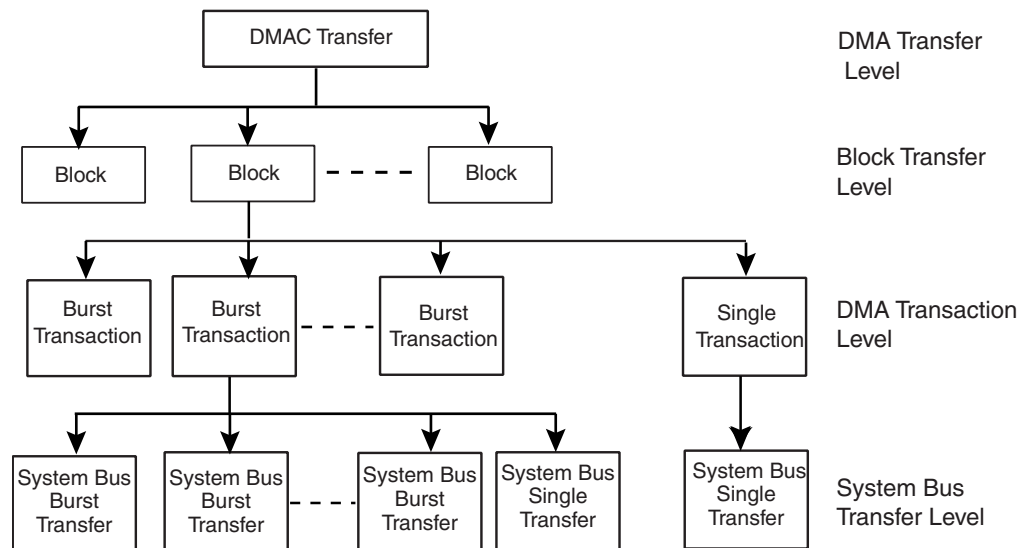 DMAC Transfer
DMA Transfer
Level
Block
Block
Block
Block Transfer
Level
Burst
Transaction
Burst
Transaction
Burst
Transaction
Single
Transaction
DMA Transaction
Level
System Bus
Burst
Transfer
System Bus
Burst
Transfer
System Bus
Burst
Transfer
System Bus
Single
Transfer
System Bus
Single
Transfer
System Bus
Transfer Level